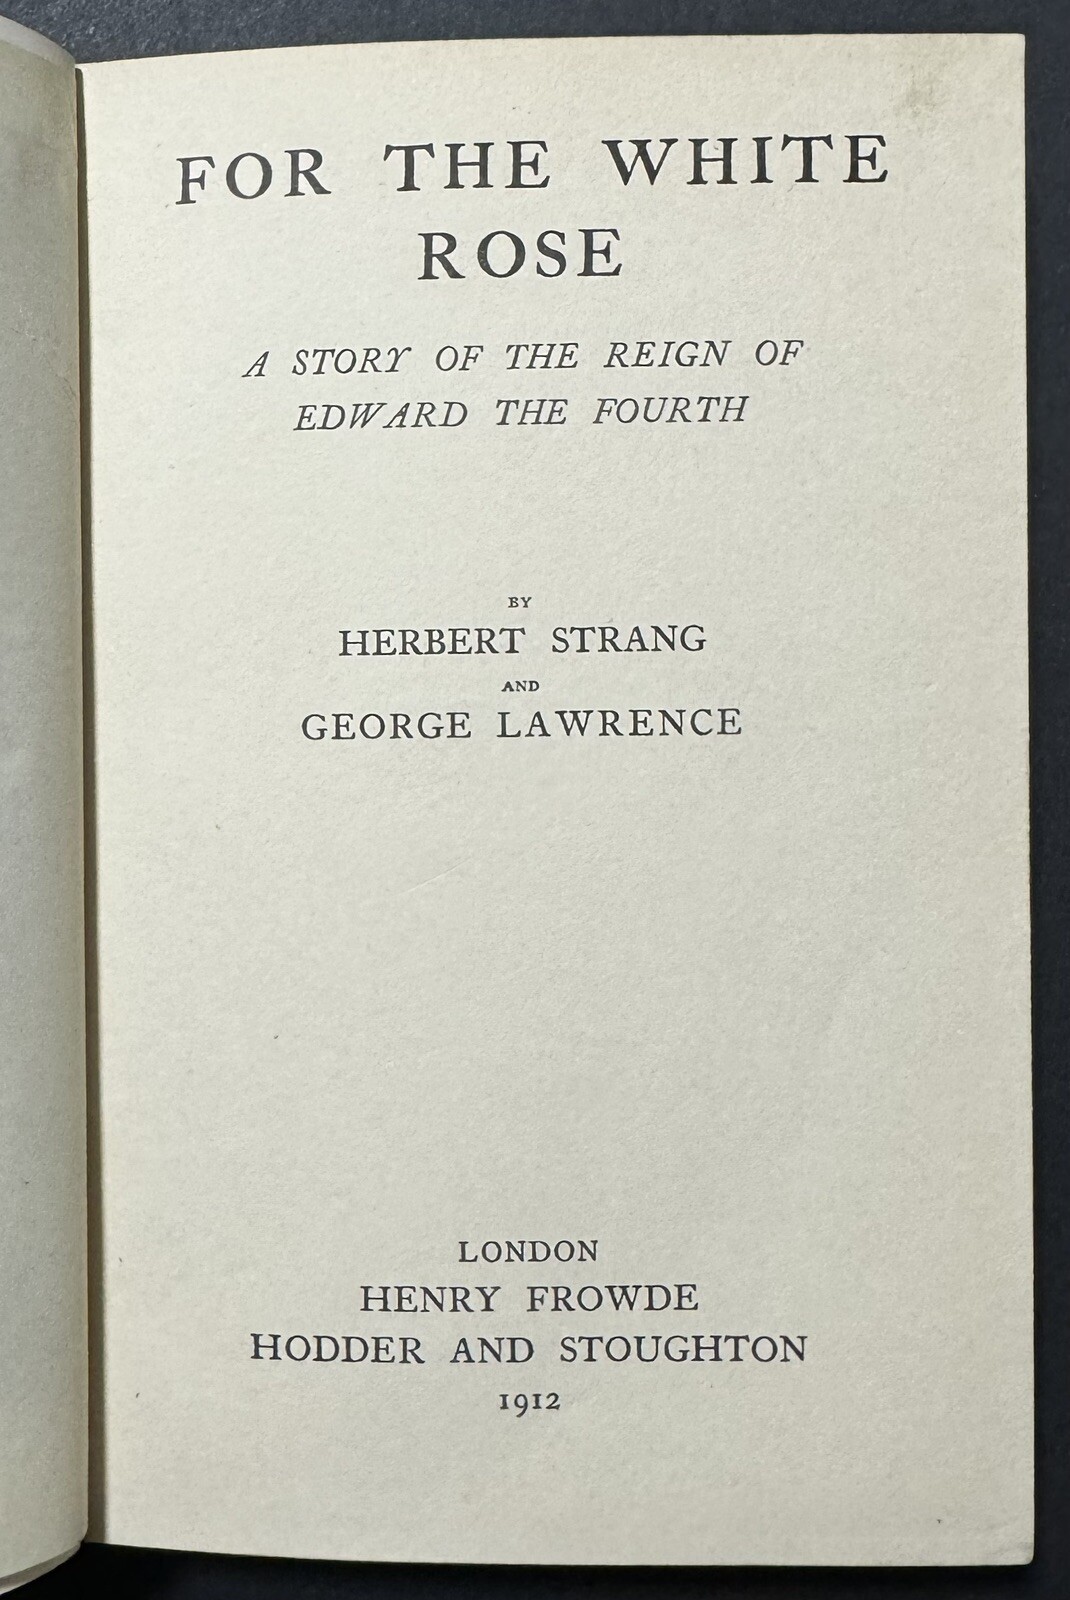 FOR THE WHITE
ROSE
A STORY OF THE REIGN OF
EDWARD THE FOURTH
BY
HERBERT STRANG
AND
GEORGE LAWRENCE
LONDON
HENRY FROWDE
HODDER AND STOUGHTON
1912